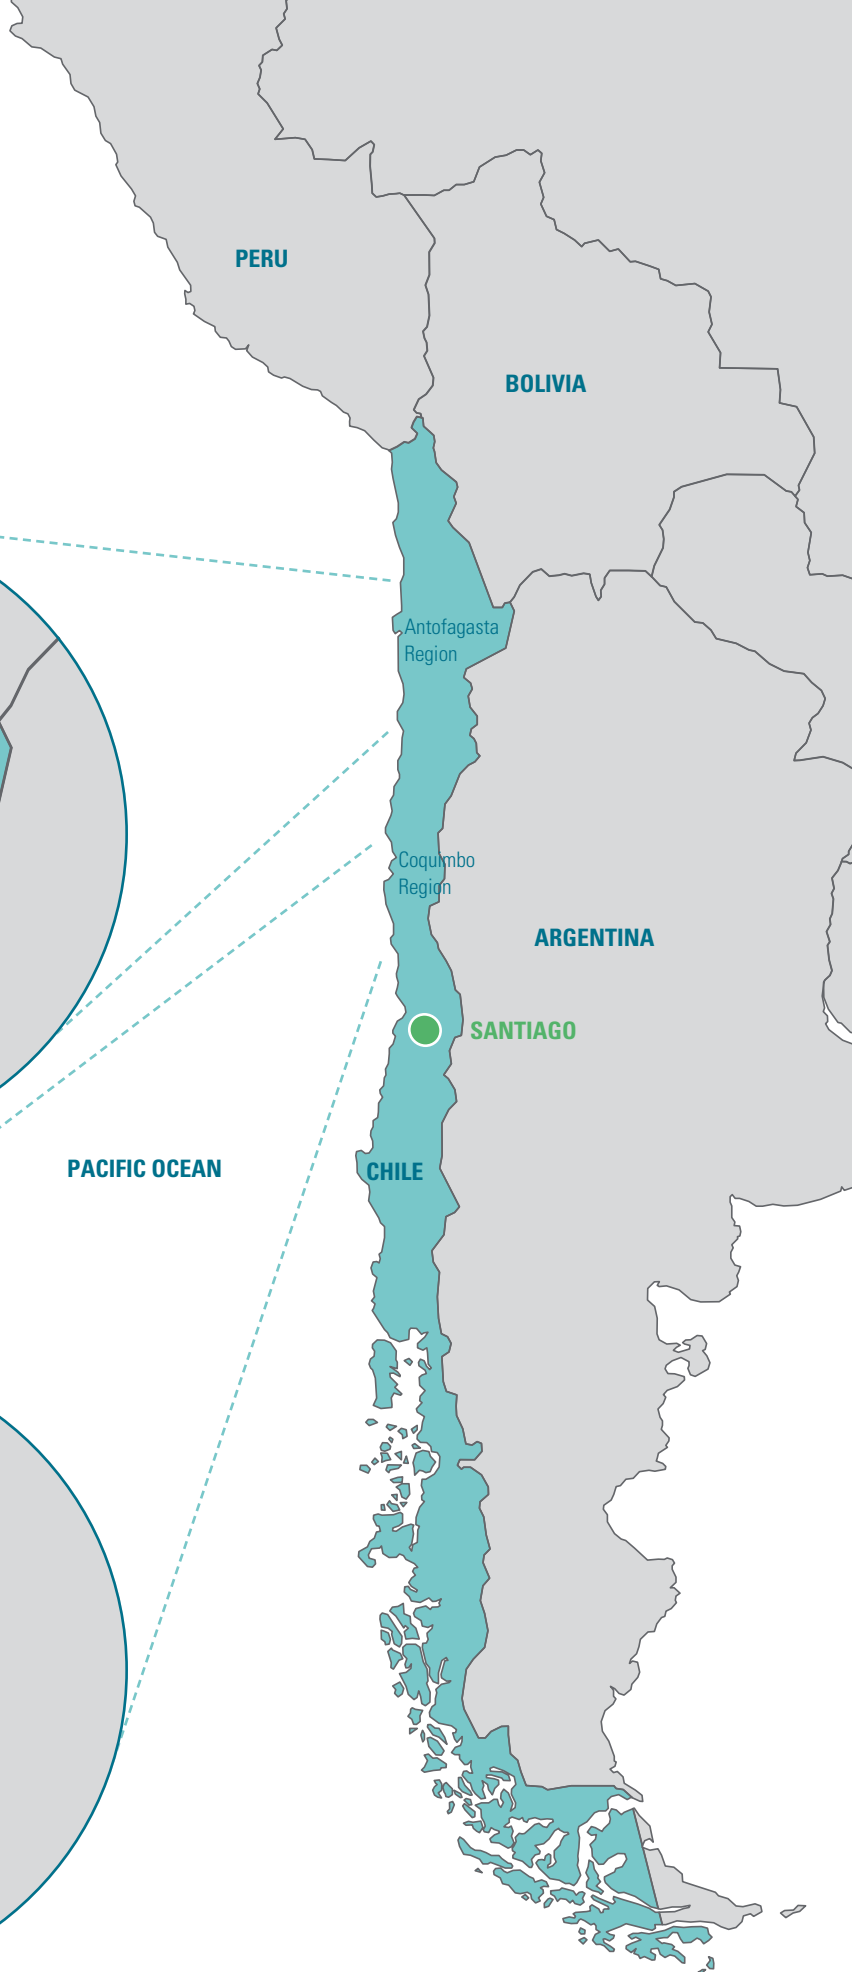 PERU
BOLIVIA
Antofagasta
Region
Coquimbo
Region
ARGENTINA
SANTIAGO
PACIFIC OCEAN
CHILE